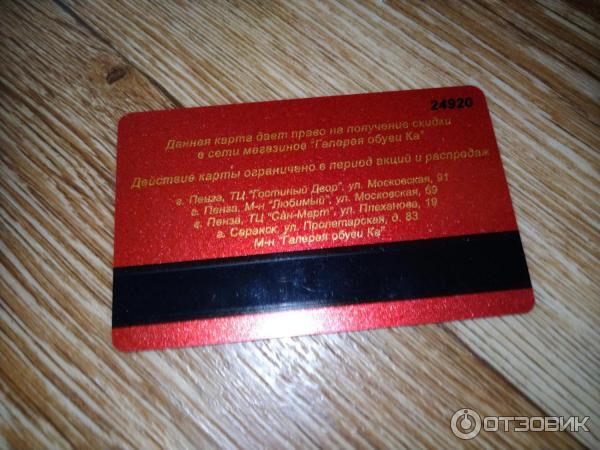 24920
Данная карта дает право на получение скидки
в сети магазинов "Галерея обуви Ка"
Действие карты ограничено в период акций и распродаж
г. Пенза, ТЦ "Гостиный Двор", ул. Московская, 91
г. Пенза, М-н "Любимый", ул. Московская, 69
г. Пенза, ТЦ "Сан-Март", ул. Плеханова, 19
г. Саранск, ул. Пролетарская, д. 83
М-н "Галерея обуви Ка"
ОТЗОВИК